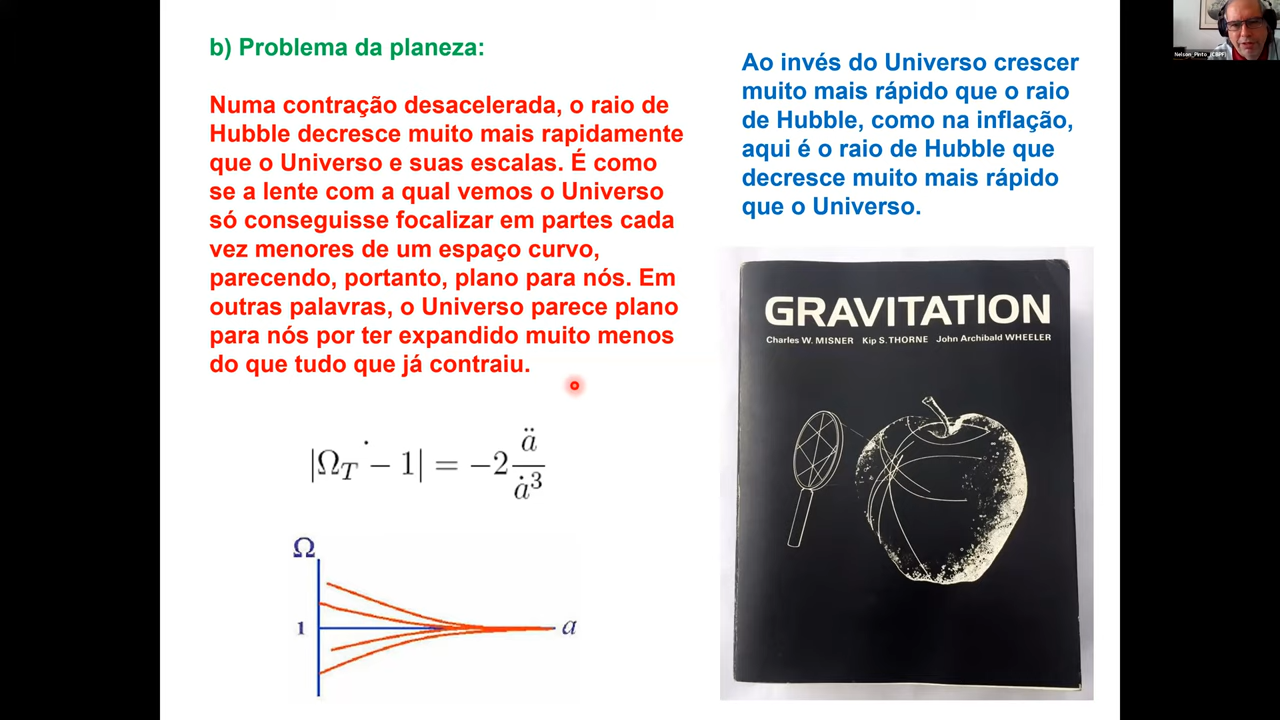 b) Problema da planeza:
Numa contração desacelerada, o raio de
Hubble decresce muito mais rapidamente
que o Universo e suas escalas. É como
se a lente com a qual vemos o Universo
só conseguisse focalizar em partes cada
vez menores de um espaço curvo,
parecendo, portanto, plano para nós. Em
outras palavras, o Universo parece plano
para nós por ter expandido muito menos
do que tudo que já contraiu.
|Ω̇_T − 1| = −2 ä/ȧ³
Ω
1
a
Ao invés do Universo crescer
muito mais rápido que o raio
de Hubble, como na inflação,
aqui é o raio de Hubble que
decresce muito mais rápido
que o Universo.
GRAVITATION
Charles W. MISNER Kip S. THORNE John Archibald WHEELER
Nelson_Pinto_(CBPF)